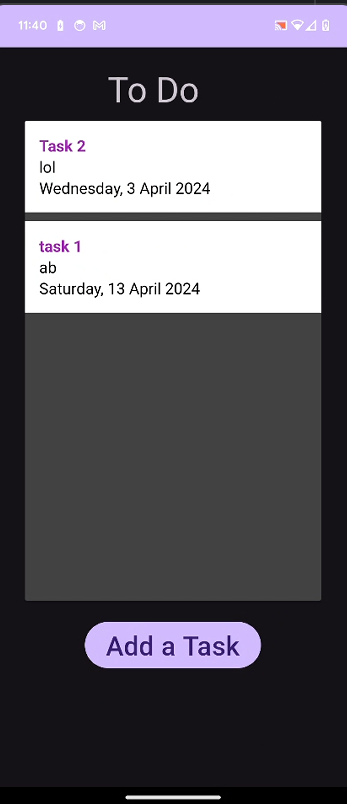 11:40
To Do
Task 2
lol
Wednesday, 3 April 2024
task 1
ab
Saturday, 13 April 2024
Add a Task